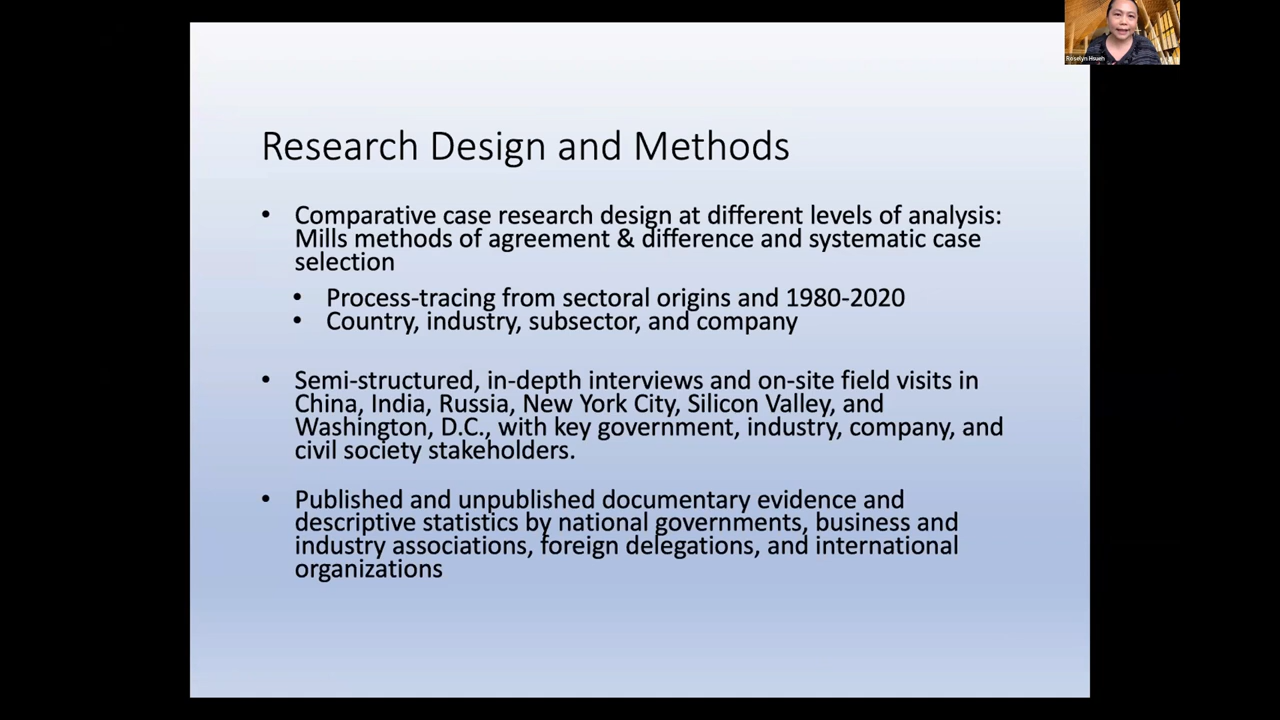 Roselyn Hsueh
Research Design and Methods
• Comparative case research design at different levels of analysis:
Mills methods of agreement & difference and systematic case
selection
• Process-tracing from sectoral origins and 1980-2020
• Country, industry, subsector, and company
• Semi-structured, in-depth interviews and on-site field visits in
China, India, Russia, New York City, Silicon Valley, and
Washington, D.C., with key government, industry, company, and
civil society stakeholders.
• Published and unpublished documentary evidence and
descriptive statistics by national governments, business and
industry associations, foreign delegations, and international
organizations